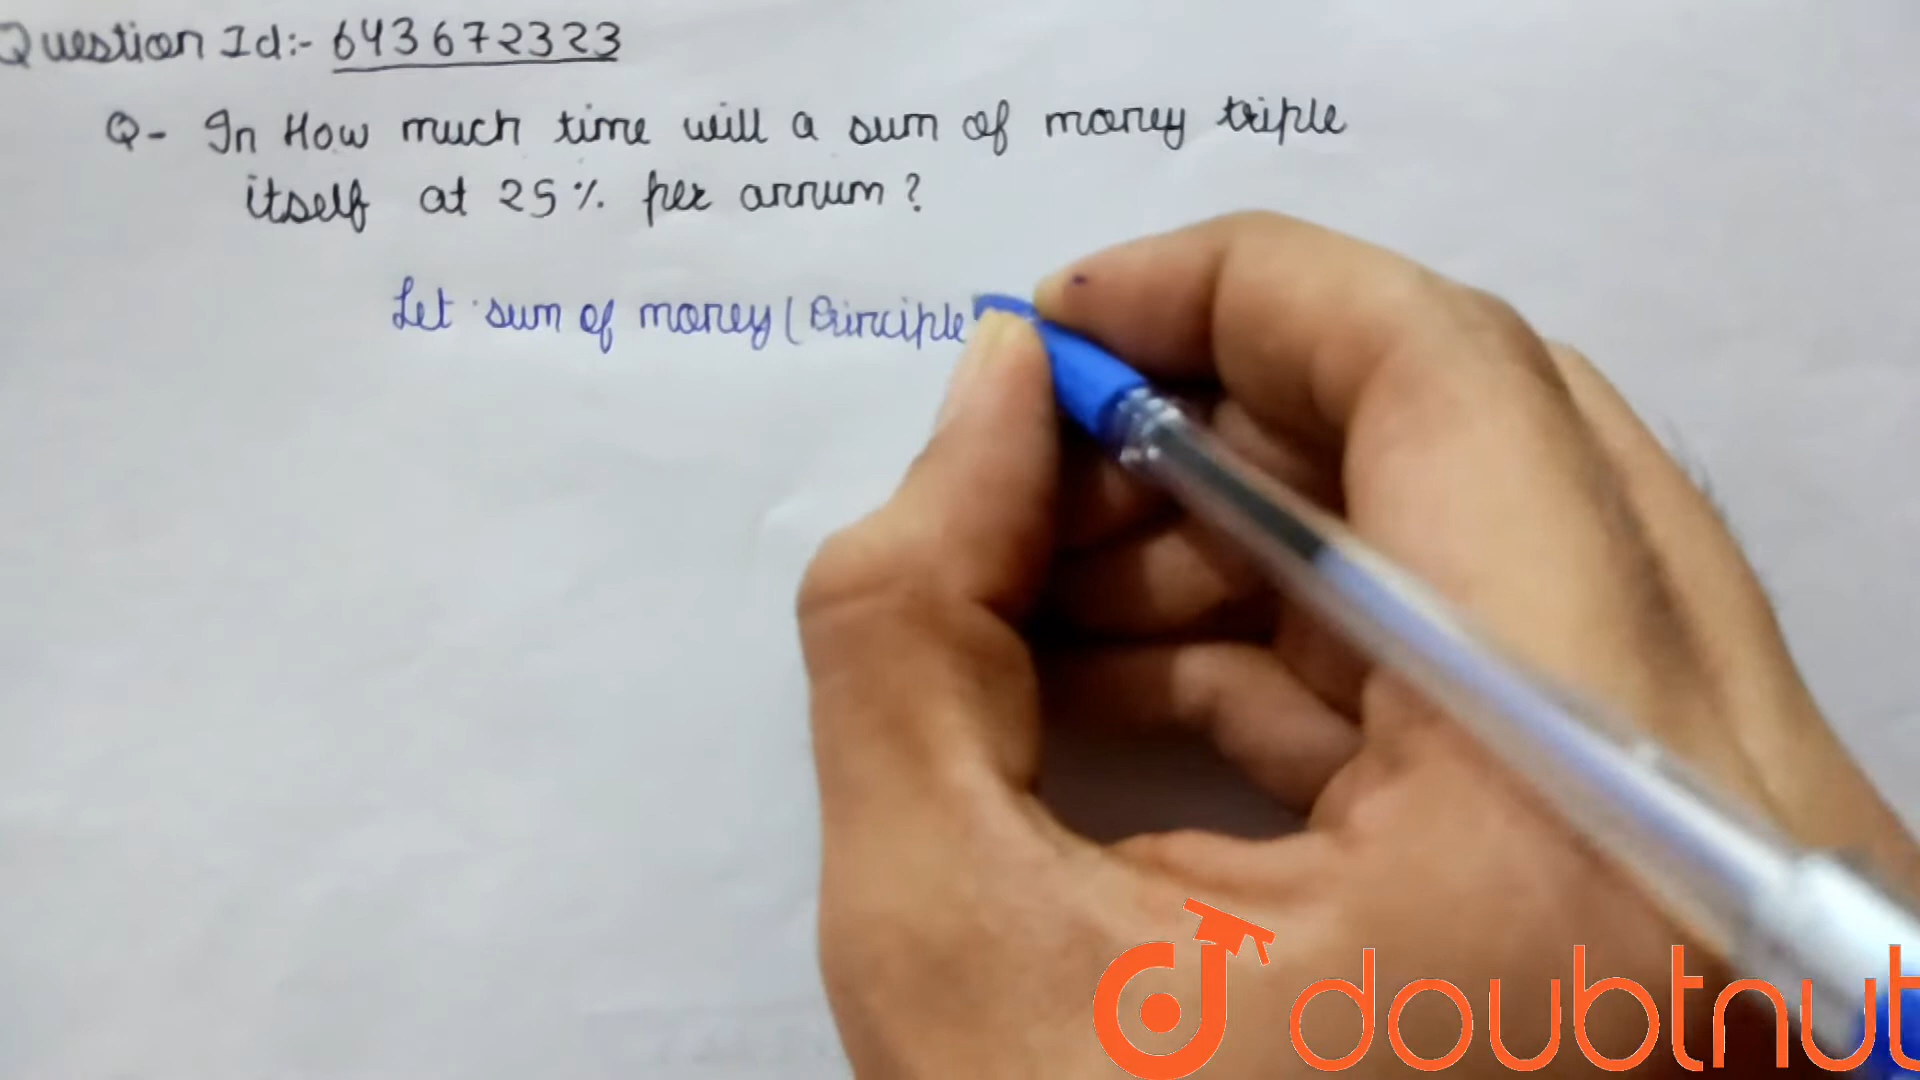 Question Id:- 643672323
Q- In How much time will a sum of money triple
itself at 25% per annum?
Let sum of money (Principle
doubtnut